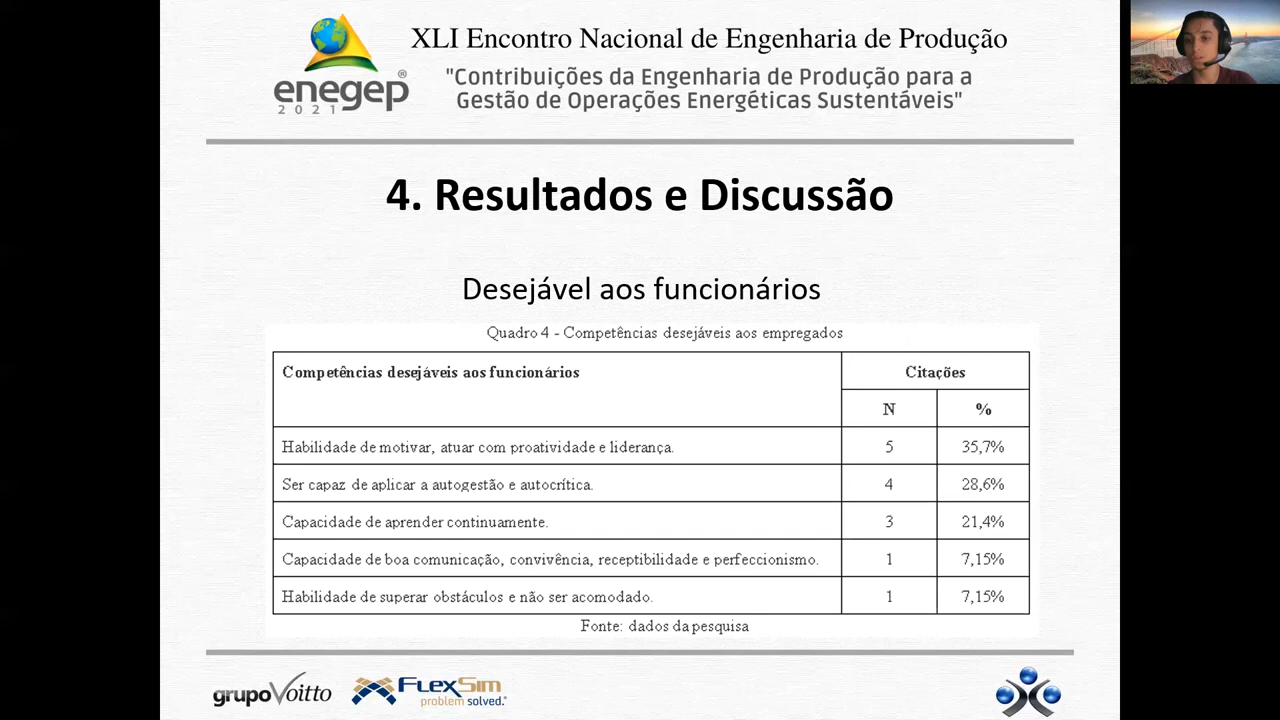 enegep®
2021
XLI Encontro Nacional de Engenharia de Produção
"Contribuições da Engenharia de Produção para a
Gestão de Operações Energéticas Sustentáveis"
4. Resultados e Discussão
Desejável aos funcionários
Quadro 4 - Competências desejáveis aos empregados
Competências desejáveis aos funcionários Citações
N %
Habilidade de motivar, atuar com proatividade e liderança. 5 35,7%
Ser capaz de aplicar a autogestão e autocrítica. 4 28,6%
Capacidade de aprender continuamente. 3 21,4%
Capacidade de boa comunicação, convivência, receptibilidade e perfeccionismo. 1 7,15%
Habilidade de superar obstáculos e não ser acomodado. 1 7,15%
Fonte: dados da pesquisa
grupoVoitto FLEXSIM
problem solved.®